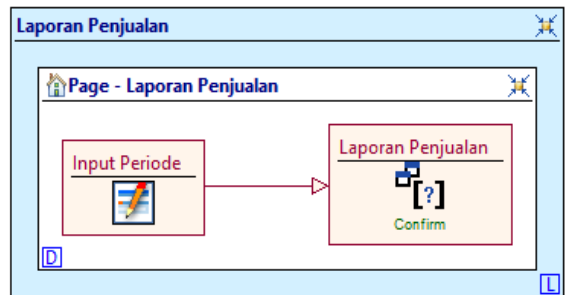 Laporan Penjualan
Page - Laporan Penjualan
Input Periode
Laporan Penjualan
[?]
Confirm
D
L